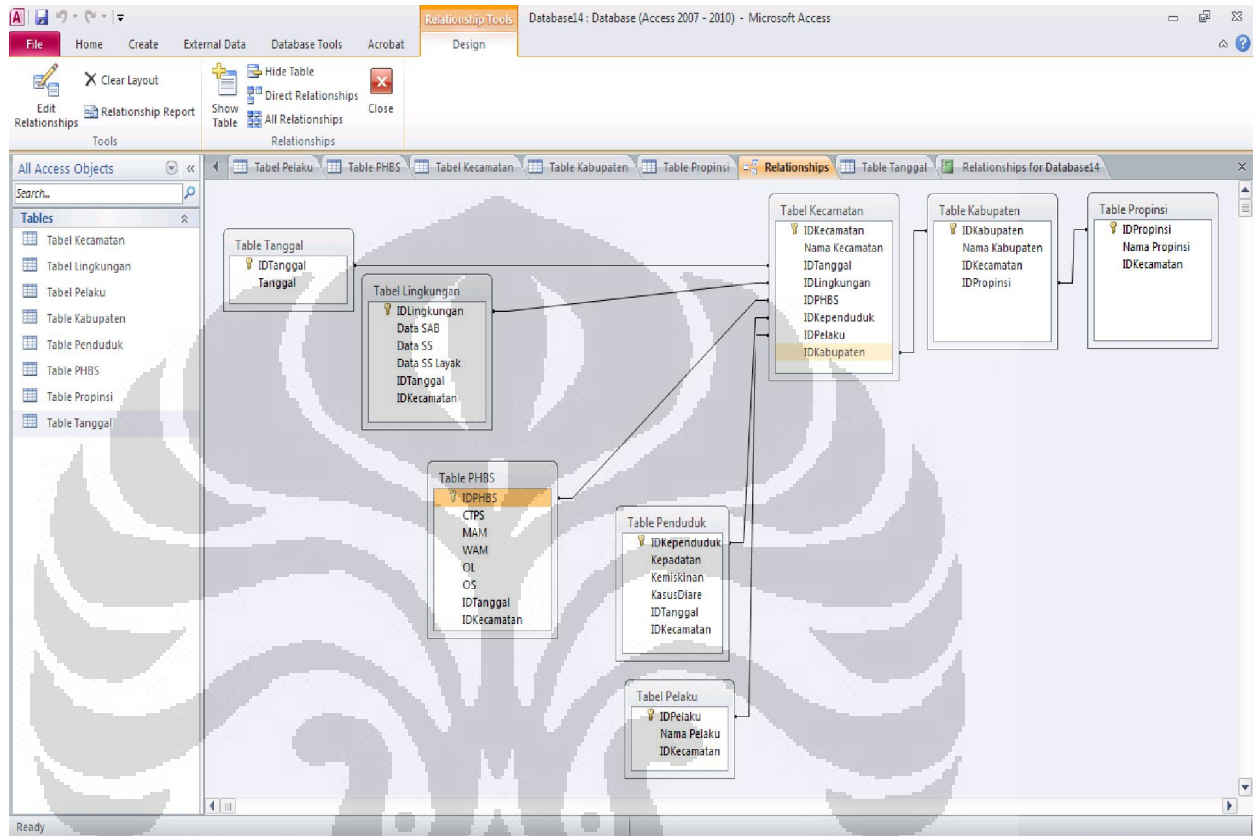 Relationship Tools
Database14 : Database (Access 2007 - 2010) - Microsoft Access
File
Home
Create
External Data
Database Tools
Acrobat
Design
Edit
Relationships
Clear Layout
Relationship Report
Tools
Show
Table
Hide Table
Direct Relationships
All Relationships
Close
Relationships
All Access Objects
Search...
Tables
Tabel Kecamatan
Tabel Lingkungan
Tabel Pelaku
Table Kabupaten
Table Penduduk
Table PHBS
Table Propinsi
Table Tanggal
Tabel Pelaku
Table PHBS
Tabel Kecamatan
Table Kabupaten
Table Propinsi
Relationships
Table Tanggal
Relationships for Database14
Table Tanggal
IDTanggal
Tanggal
Tabel Lingkungan
IDLingkungan
Data SAB
Data SS
Data SS Layak
IDTanggal
IDKecamatan
Table PHBS
IDPHBS
CTPS
MAM
WAM
OL
OS
IDTanggal
IDKecamatan
Table Penduduk
IDKependuduk
Kepadatan
Kemiskinan
KasusDiare
IDTanggal
IDKecamatan
Tabel Pelaku
IDPelaku
Nama Pelaku
IDKecamatan
Tabel Kecamatan
IDKecamatan
Nama Kecamatan
IDTanggal
IDLingkungan
IDPHBS
IDKependuduk
IDPelaku
IDKabupaten
Table Kabupaten
IDKabupaten
Nama Kabupaten
IDKecamatan
IDPropinsi
Table Propinsi
IDPropinsi
Nama Propinsi
IDKecamatan
Ready